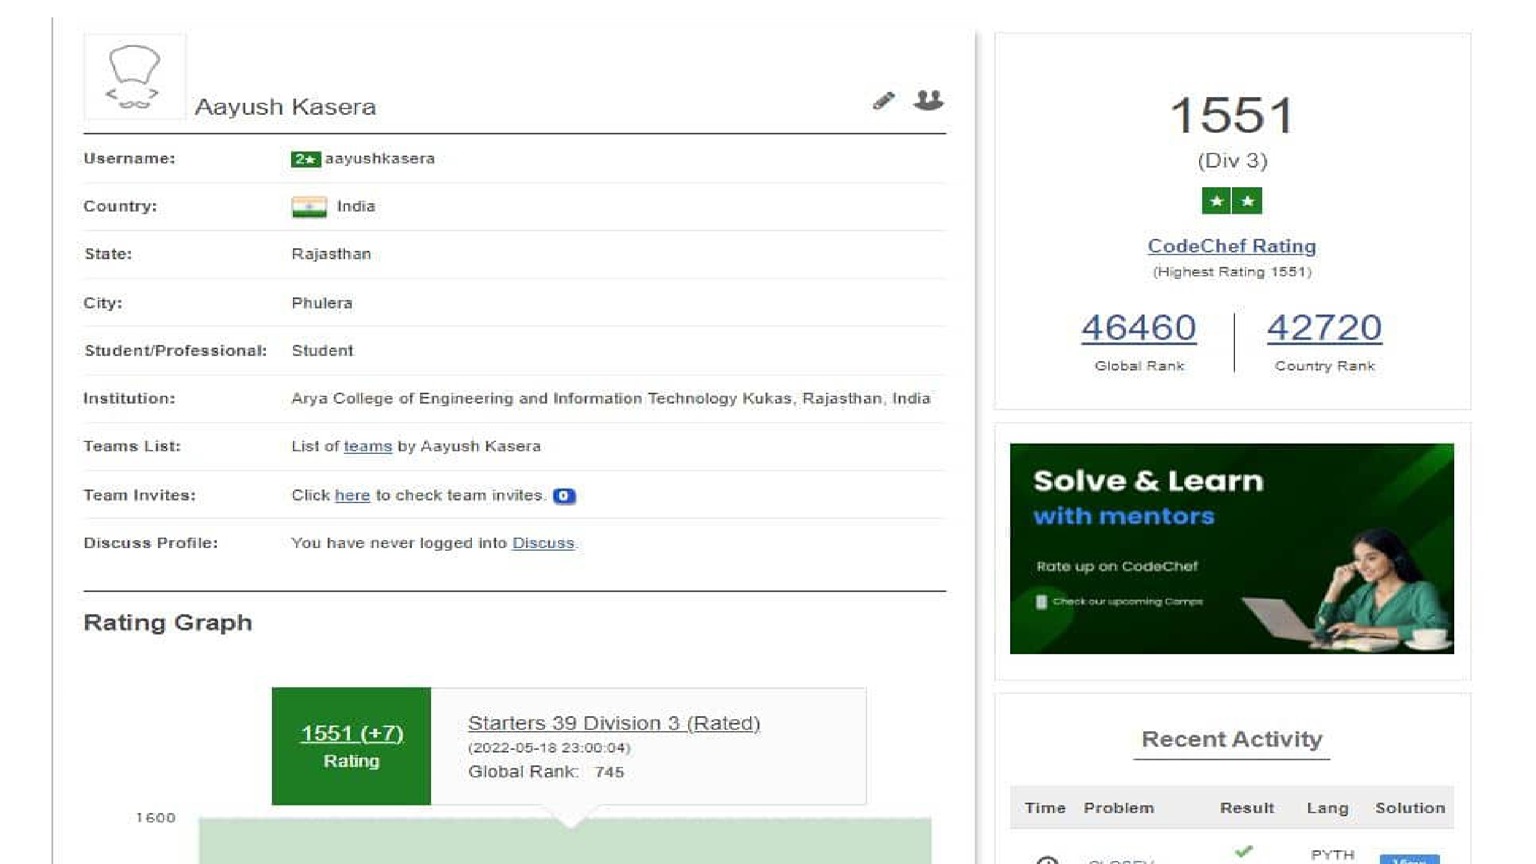 Aayush Kasera
Username: 2★ aayushkasera
Country: India
State: Rajasthan
City: Phulera
Student/Professional: Student
Institution: Arya College of Engineering and Information Technology Kukas, Rajasthan, India
Teams List: List of teams by Aayush Kasera
Team Invites: Click here to check team invites. 0
Discuss Profile: You have never logged into Discuss.
Rating Graph
1551 (+7)
Rating
Starters 39 Division 3 (Rated)
(2022-05-18 23:00:04)
Global Rank: 745
1600
1551
(Div 3)
★ ★
CodeChef Rating
(Highest Rating 1551)
46460 42720
Global Rank Country Rank
Solve & Learn
with mentors
Rate up on CodeChef
Check our upcoming Camps
Recent Activity
Time Problem Result Lang Solution
PYTH